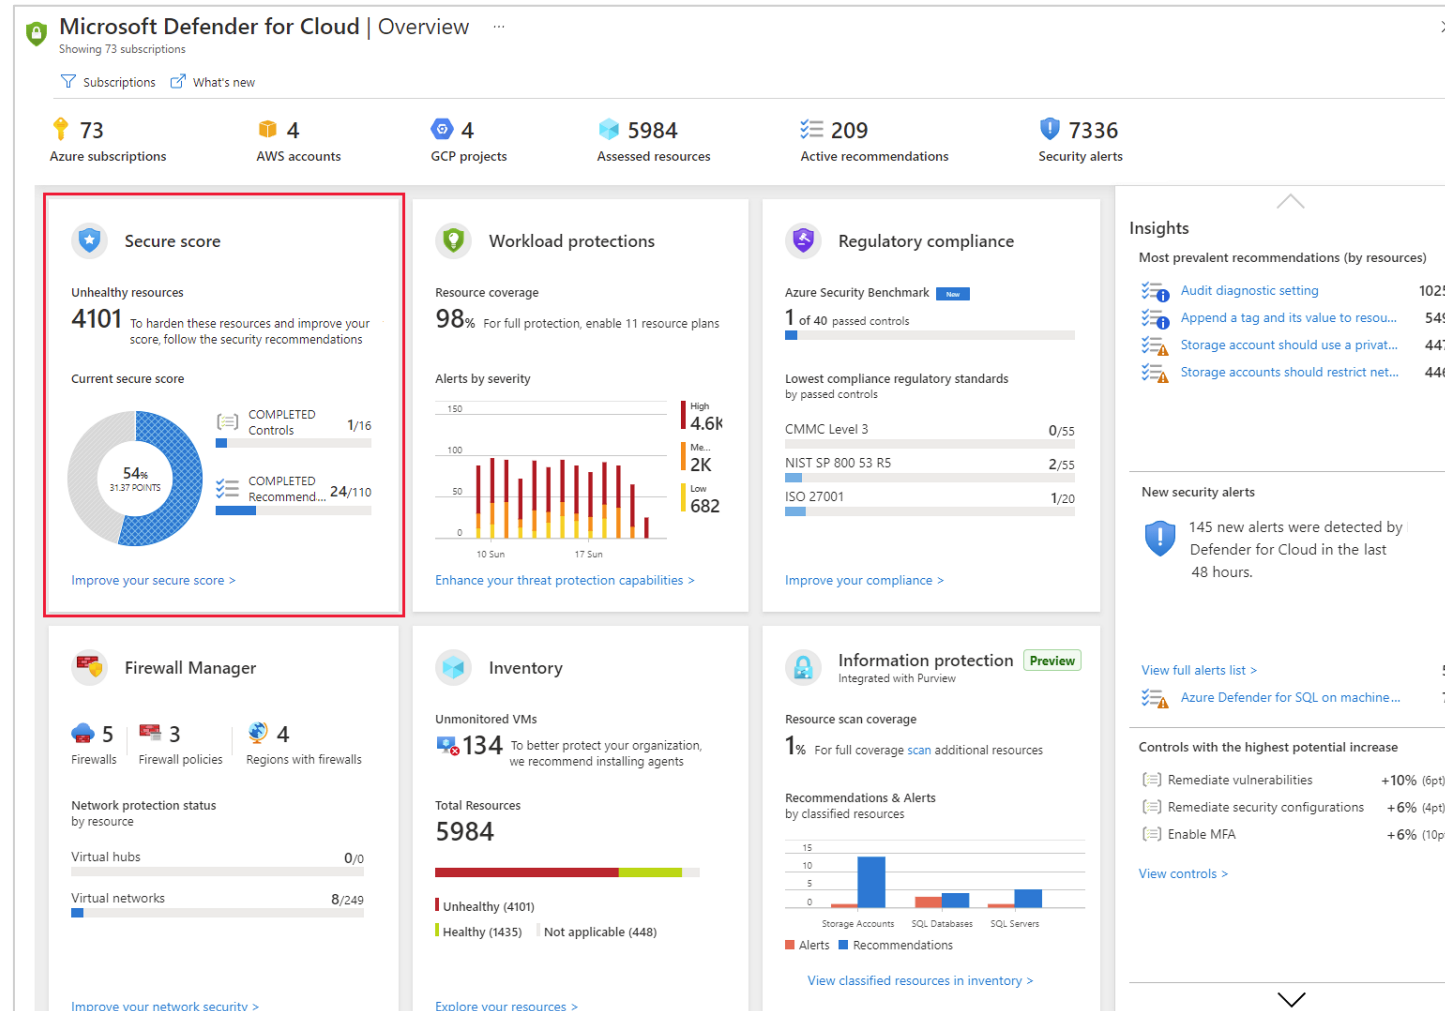 Microsoft Defender for Cloud | Overview ...
Showing 73 subscriptions
Subscriptions What's new
73
Azure subscriptions
4
AWS accounts
4
GCP projects
5984
Assessed resources
209
Active recommendations
7336
Security alerts
Secure score
Unhealthy resources
4101 To harden these resources and improve your
score, follow the security recommendations
Current secure score
54%
31.37 POINTS
COMPLETED
Controls 1/16
COMPLETED
Recommend... 24/110
Improve your secure score >
Workload protections
Resource coverage
98% For full protection, enable 11 resource plans
Alerts by severity
150
100
50
0
10 Sun 17 Sun
High
4.6K
Me...
2K
Low
682
Enhance your threat protection capabilities >
Regulatory compliance
Azure Security Benchmark New
1 of 40 passed controls
Lowest compliance regulatory standards
by passed controls
CMMC Level 3 0/55
NIST SP 800 53 R5 2/55
ISO 27001 1/20
Improve your compliance >
Firewall Manager
5
Firewalls
3
Firewall policies
4
Regions with firewalls
Network protection status
by resource
Virtual hubs 0/0
Virtual networks 8/249
Improve your network security >
Inventory
Unmonitored VMs
134 To better protect your organization,
we recommend installing agents
Total Resources
5984
Unhealthy (4101)
Healthy (1435) Not applicable (448)
Explore your resources >
Information protection Preview
Integrated with Purview
Resource scan coverage
1% For full coverage scan additional resources
Recommendations & Alerts
by classified resources
15
10
5
0
Storage Accounts SQL Databases SQL Servers
Alerts Recommendations
View classified resources in inventory >
Insights
Most prevalent recommendations (by resources)
Audit diagnostic setting 1025
Append a tag and its value to resou... 549
Storage account should use a privat... 447
Storage accounts should restrict net... 446
New security alerts
145 new alerts were detected by
Defender for Cloud in the last
48 hours.
View full alerts list >
Azure Defender for SQL on machine...
Controls with the highest potential increase
Remediate vulnerabilities +10% (6pt)
Remediate security configurations +6% (4pt)
Enable MFA +6% (10p
View controls >